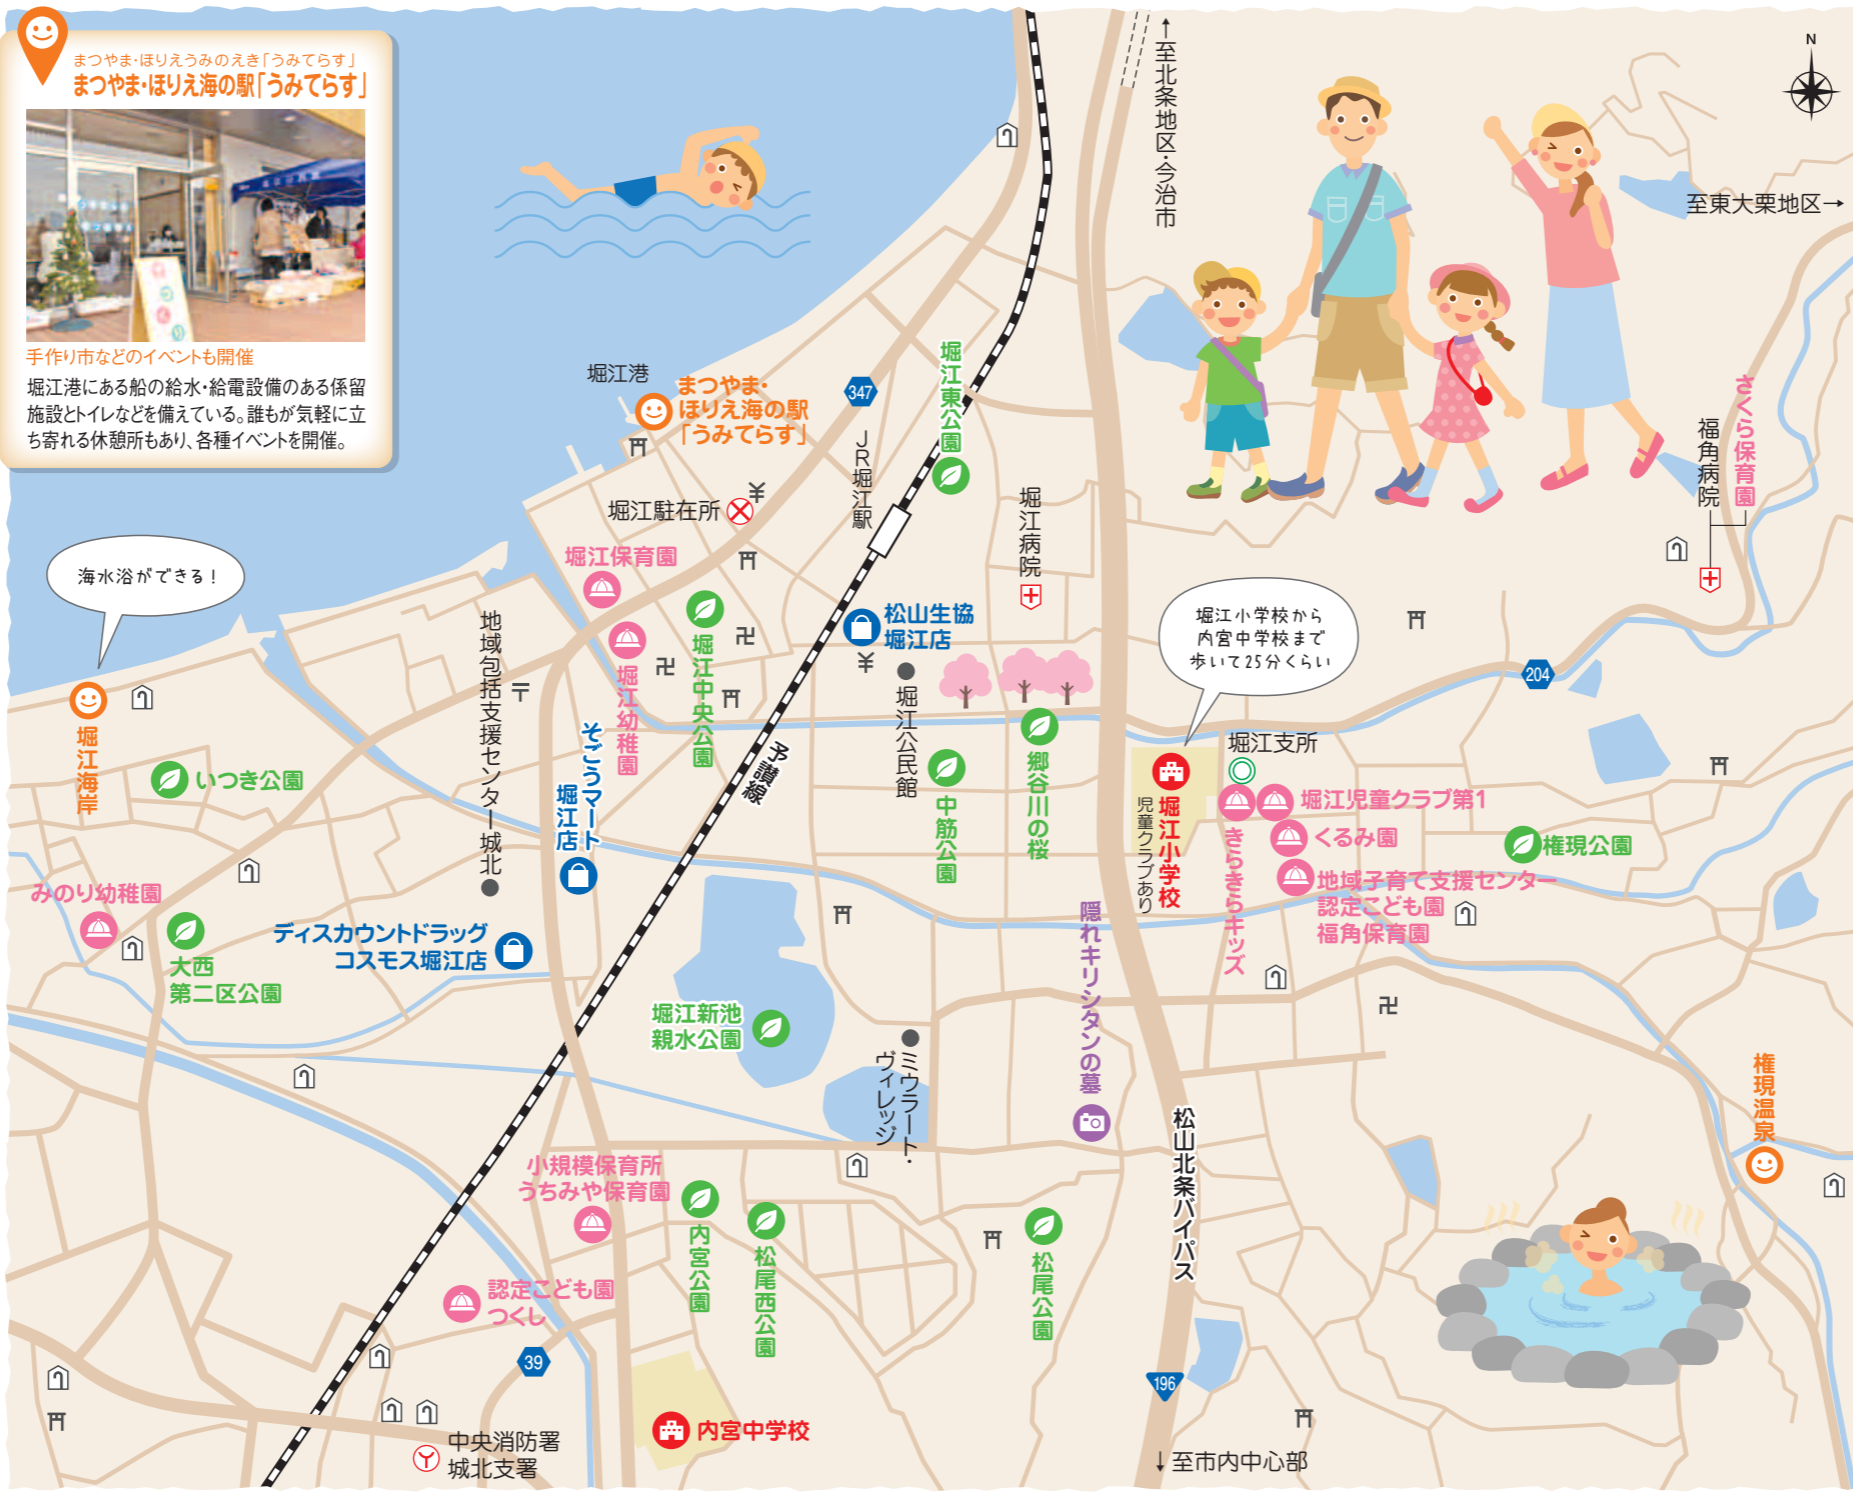 まつやま・ほりえうみのえき「うみてらす」
まつやま・ほりえ海の駅「うみてらす」
手作り市などのイベントも開催
堀江港にある船の給水・給電設備のある係留
施設とトイレなどを備えている。誰もが気軽に立
ち寄れる休憩所もあり、各種イベントを開催。
↑至北条地区・今治市
N
至東大栗地区→
堀江港
まつやま・
ほりえ海の駅
「うみてらす」
347
JR堀江駅
堀江東公園
堀江駐在所
堀江病院
福角病院
さくら保育園
海水浴ができる!
堀江保育園
堀江幼稚園
堀江中央公園
松山生協
堀江店
堀江公民館
堀江小学校から
内宮中学校まで
歩いて25分くらい
204
地域包括支援センター城北
そごうマート
堀江店
予讃線
堀江海岸
いつき公園
中筋公園
郷谷川の桜
堀江小学校
児童クラブあり
堀江支所
堀江児童クラブ第1
きらきらキッズ
くるみ園
地域子育て支援センター
認定こども園
福角保育園
権現公園
みのり幼稚園
大西
第二区公園
ディスカウントドラッグ
コスモス堀江店
堀江新池
親水公園
ミウラート・
ヴィレッジ
隠れキリシタンの墓
松山北条バイパス
権現温泉
小規模保育所
うちみや保育園
内宮公園
松尾西公園
松尾公園
認定こども園
つくし
39
196
内宮中学校
中央消防署
城北支署
↓至市内中心部